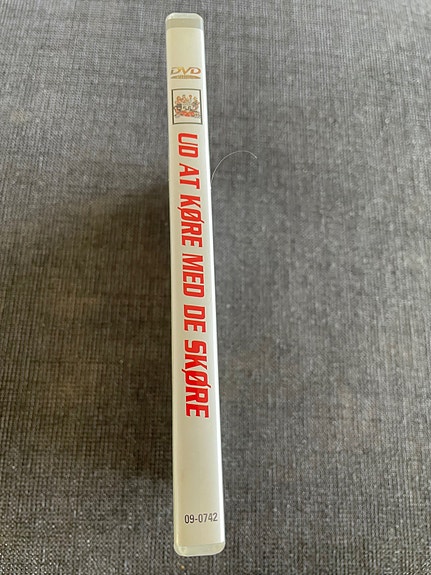 DVD
UD AT KØRE MED DE SKØRE
09-0742